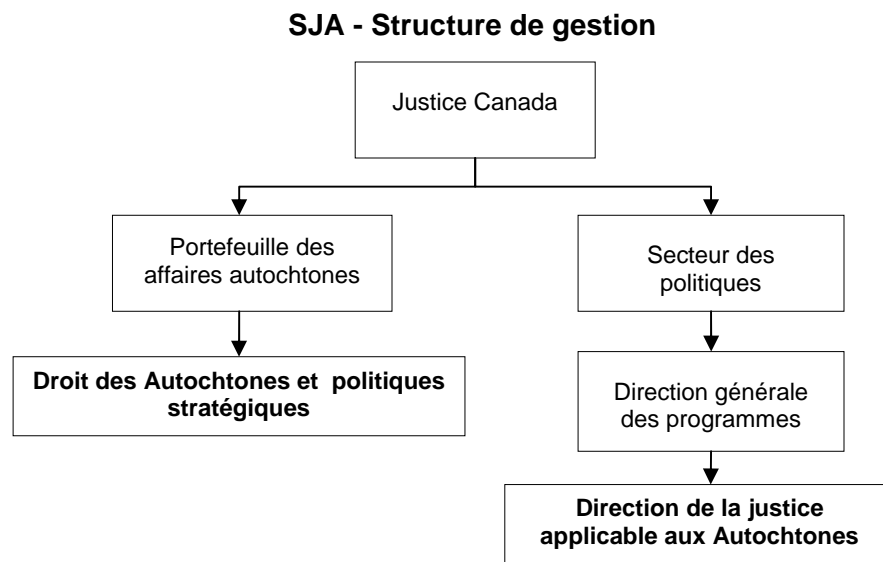 SJA - Structure de gestion
Justice Canada
Portefeuille des
affaires autochtones
Secteur des
politiques
Droit des Autochtones et politiques
stratégiques
Direction générale
des programmes
Direction de la justice
applicable aux Autochtones